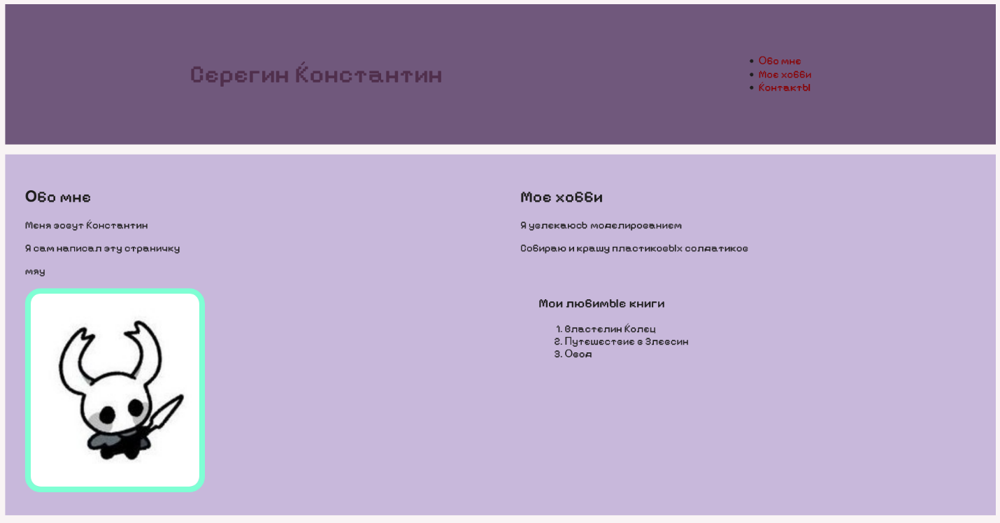 Серегин Константин
Обо мне
Мое хобби
Контакты
Обо мне
Меня зовут Константин
Я сам написал эту страничку
мяу
Мое хобби
Я увлекаюсь моделированием
Собираю и крашу пластиковых солдатиков
Мои любимые книги
1. Властелин Колец
2. Путешествие в Элевсин
3. Овод